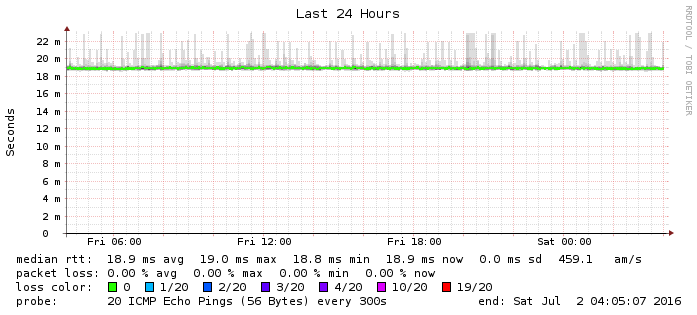 Last 24 Hours
RRDTOOL / TOBI OETIKER
Seconds
22 m
20 m
18 m
16 m
14 m
12 m
10 m
8 m
6 m
4 m
2 m
0
Fri 06:00 Fri 12:00 Fri 18:00 Sat 00:00
median rtt: 18.9 ms avg 19.0 ms max 18.8 ms min 18.9 ms now 0.0 ms sd 459.1 am/s
packet loss: 0.00 % avg 0.00 % max 0.00 % min 0.00 % now
loss color: 0 1/20 2/20 3/20 4/20 10/20 19/20
probe: 20 ICMP Echo Pings (56 Bytes) every 300s end: Sat Jul 2 04:05:07 2016